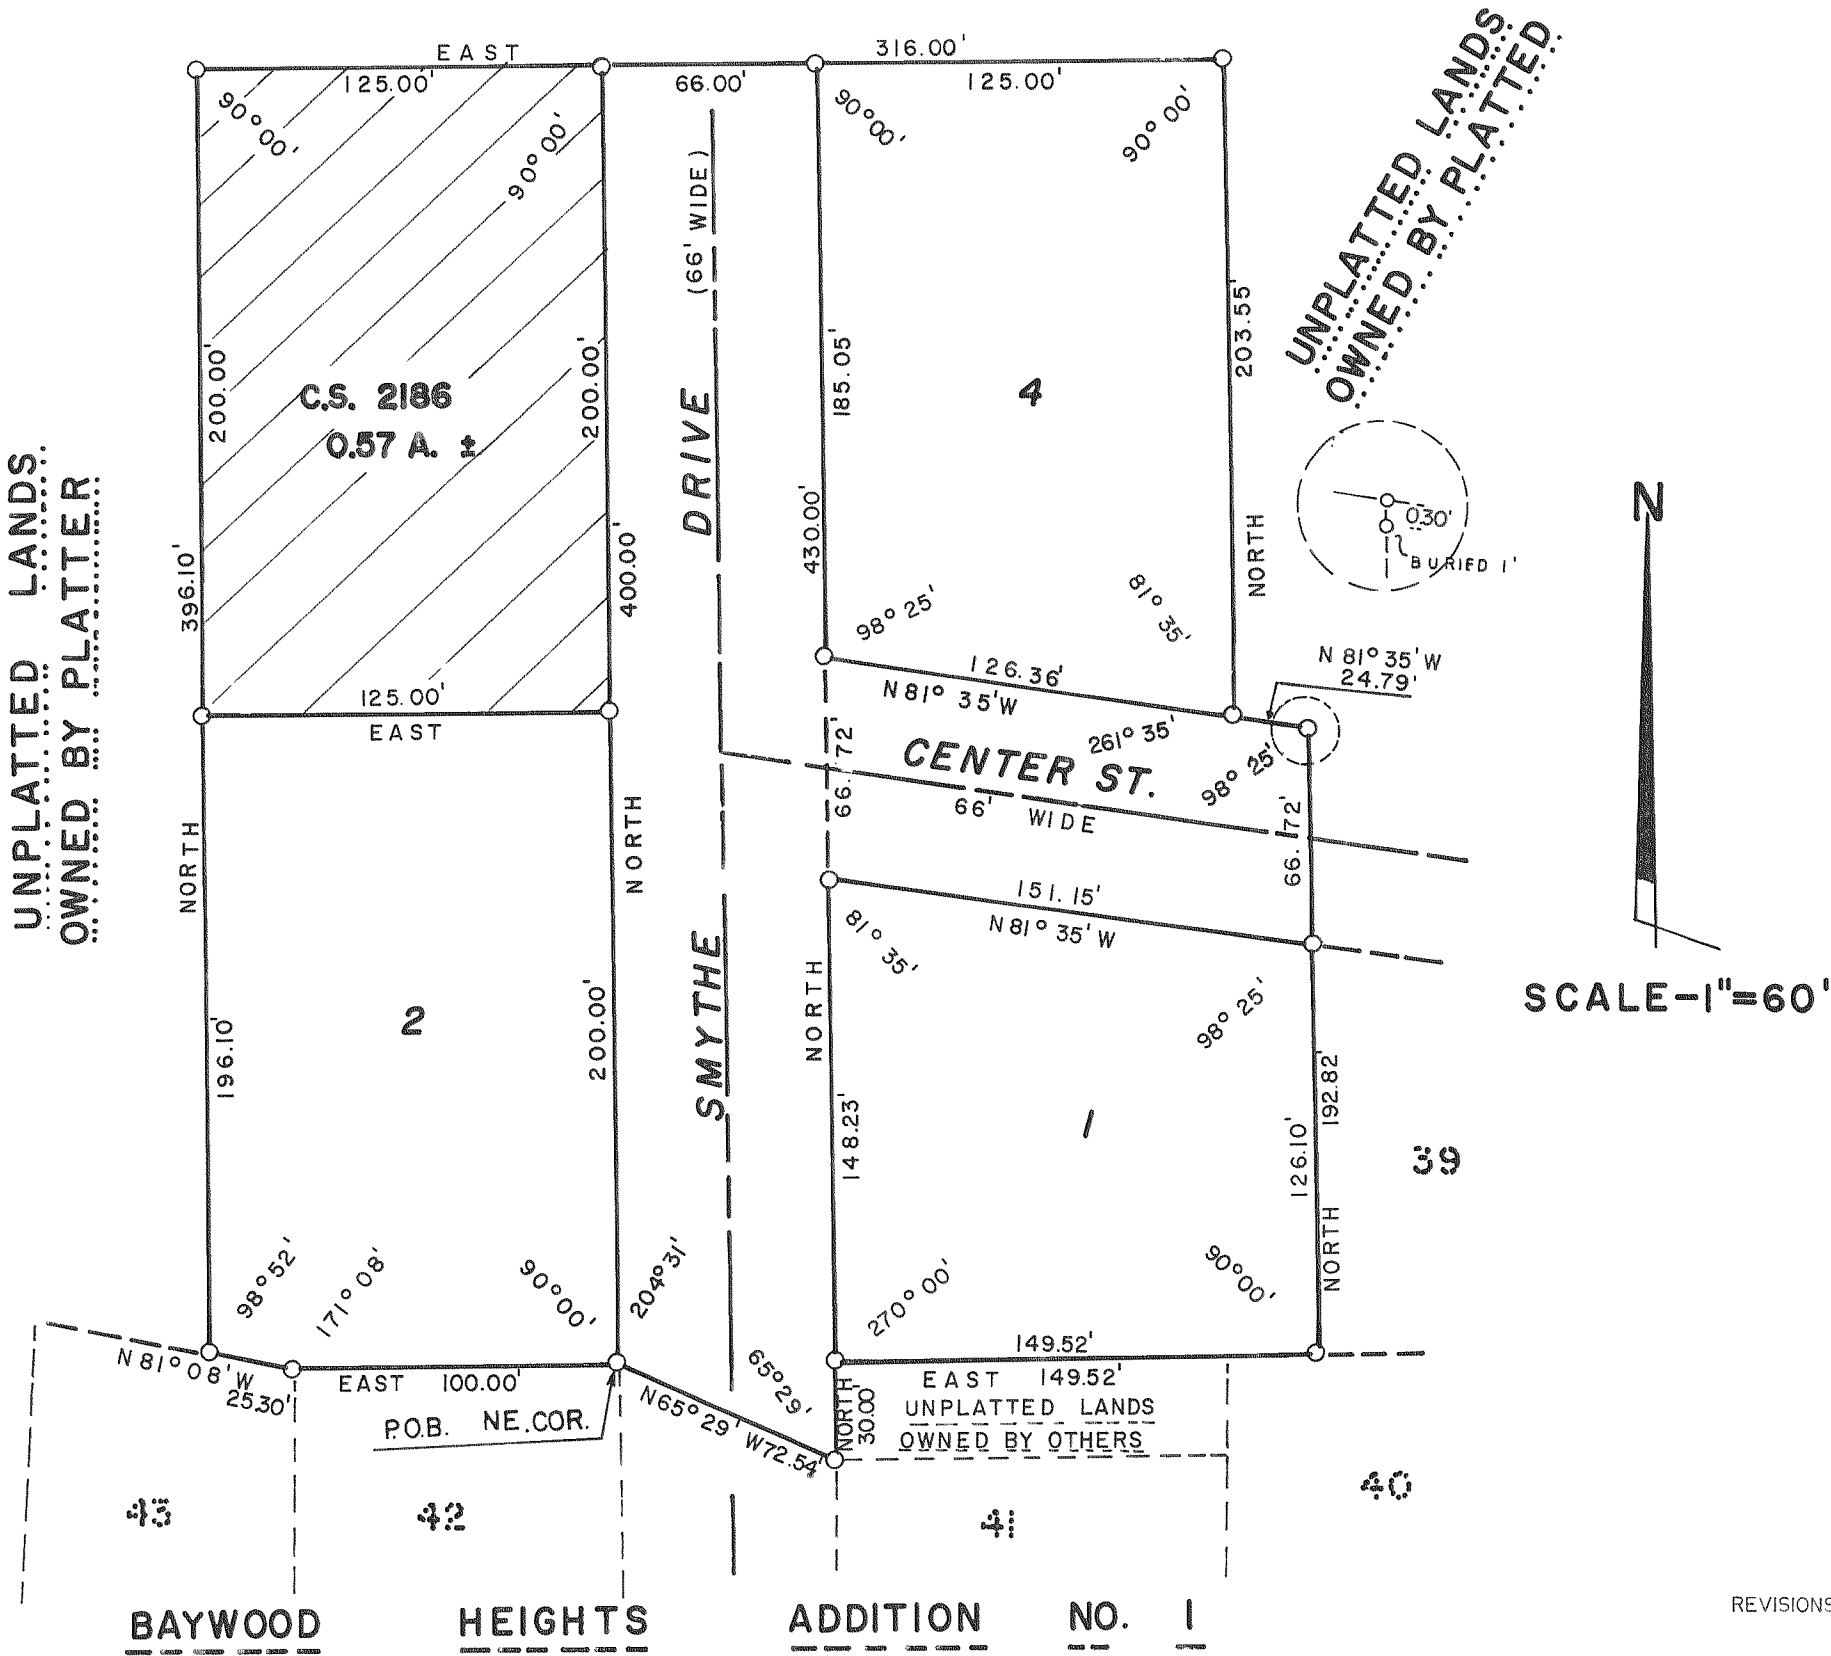 EAST
316.00'
125.00'
66.00'
125.00'
90°00'
90°00'
90°00'
90°00'
UNPLATTED LANDS
OWNED BY PLATTED
(66' WIDE)
200.00'
200.00'
185.05'
203.55'
C.S. 2186
0.57 A. ±
4
DRIVE
UNPLATTED LANDS
OWNED BY PLATTER
396.10'
400.00'
430.00'
NORTH
0.30'
BURIED 1'
N
98°25'
81°35'
N 81°35'W
24.79'
125.00'
EAST
126.36'
N 81° 35'W
261°35'
98°25'
66.72'
CENTER ST.
66' WIDE
66.72'
NORTH
NORTH
151.15'
N 81° 35' W
81°35'
98°25'
SCALE-1"=60'
2
196.10'
200.00'
SMYTHE
NORTH
148.23'
1
126.10'
192.82'
39
NORTH
98°52'
171°08'
90°00'
204°31'
65°29'
270°00'
90°00'
149.52'
N 81°08' W
25.30'
EAST 100.00'
N65°29' W72.54'
NORTH
30.00'
EAST 149.52'
UNPLATTED LANDS
OWNED BY OTHERS
P.O.B. NE.COR.
43
42
41
40
BAYWOOD HEIGHTS ADDITION NO. 1
REVISIONS